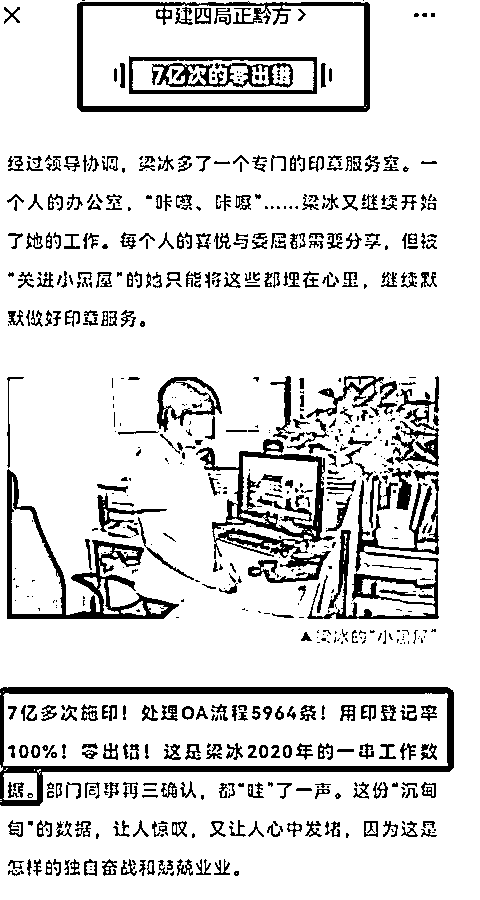 中建四局正黔方
7亿次的零出错
经过领导协调，梁冰多了一个专门的印章服务室。一
个人的办公室，“咔嚓、咔嚓”……梁冰又继续开始
了她的工作。每个人的喜悦与委屈都需要分享，但被
“关进小黑屋”的她只能将这些都埋在心里，继续默
默做好印章服务。
▲梁冰的“小黑屋”
7亿多次施印！处理OA流程5964条！用印登记率
100%！零出错！这是梁冰2020年的一串工作数
据。部门同事再三确认，都“哇”了一声。这份“沉甸
甸”的数据，让人惊叹，又让人心中发堵，因为这是
怎样的独自奋战和兢兢业业。